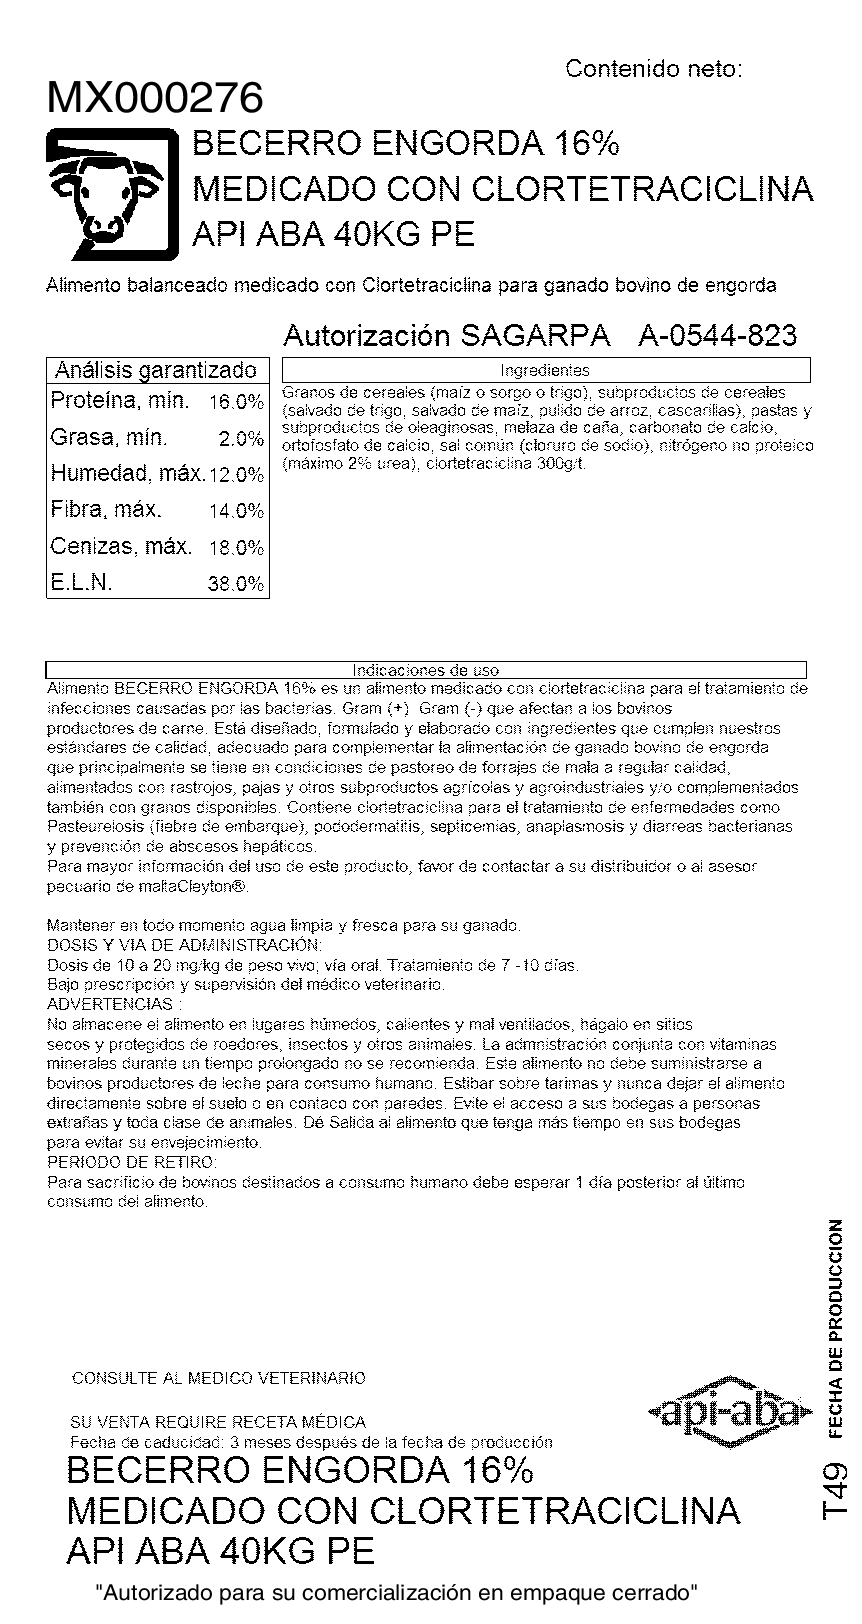 Contenido neto:
MX000276
BECERRO ENGORDA 16%
MEDICADO CON CLORTETRACICLINA
API ABA 40KG PE
Alimento balanceado medicado con Clortetraciclina para ganado bovino de engorda
Autorización SAGARPA A-0544-823
Análisis garantizado
Proteína, mín. 16.0%
Grasa, mín. 2.0%
Humedad, máx. 12.0%
Fibra, máx. 14.0%
Cenizas, máx. 18.0%
E.L.N. 38.0%
Ingredientes
Granos de cereales (maíz o sorgo o trigo), subproductos de cereales
(salvado de trigo, salvado de maíz, pulido de arroz, cascarillas), pastas y
subproductos de oleaginosas, melaza de caña, carbonato de calcio,
ortofosfato de calcio, sal común (cloruro de sodio), nitrógeno no proteico
(máximo 2% urea), clortetraciclina 300g/t.
Indicaciones de uso
Alimento BECERRO ENGORDA 16% es un alimento medicado con clortetraciclina para el tratamiento de
infecciones causadas por las bacterias. Gram (+) Gram (-) que afectan a los bovinos
productores de carne. Está diseñado, formulado y elaborado con ingredientes que cumplen nuestros
estándares de calidad, adecuado para complementar la alimentación de ganado bovino de engorda
que principalmente se tiene en condiciones de pastoreo de forrajes de mala a regular calidad,
alimentados con rastrojos, pajas y otros subproductos agrícolas y agroindustriales y/o complementados
también con granos disponibles. Contiene clortetraciclina para el tratamiento de enfermedades como
Pasteurelosis (fiebre de embarque), pododermatitis, septicemias, anaplasmosis y diarreas bacterianas
y prevención de abscesos hepáticos.
Para mayor información del uso de este producto, favor de contactar a su distribuidor o al asesor
pecuario de maltaCleyton®.
Mantener en todo momento agua limpia y fresca para su ganado.
DOSIS Y VIA DE ADMINISTRACIÓN:
Dosis de 10 a 20 mg/kg de peso vivo; vía oral. Tratamiento de 7 -10 días.
Bajo prescripción y supervisión del médico veterinario.
ADVERTENCIAS :
No almacene el alimento en lugares húmedos, calientes y mal ventilados, hágalo en sitios
secos y protegidos de roedores, insectos y otros animales. La admnistración conjunta con vitaminas
minerales durante un tiempo prolongado no se recomienda. Este alimento no debe suministrarse a
bovinos productores de leche para consumo humano. Estibar sobre tarimas y nunca dejar el alimento
directamente sobre el suelo o en contaco con paredes. Evite el acceso a sus bodegas a personas
extrañas y toda clase de animales. Dé Salida al alimento que tenga más tiempo en sus bodegas
para evitar su envejecimiento.
PERIODO DE RETIRO:
Para sacrificio de bovinos destinados a consumo humano debe esperar 1 día posterior al último
consumo del alimento.
FECHA DE PRODUCCION
T49
CONSULTE AL MEDICO VETERINARIO
api-aba
SU VENTA REQUIRE RECETA MÉDICA
Fecha de caducidad: 3 meses después de la fecha de producción
BECERRO ENGORDA 16%
MEDICADO CON CLORTETRACICLINA
API ABA 40KG PE
"Autorizado para su comercialización en empaque cerrado"